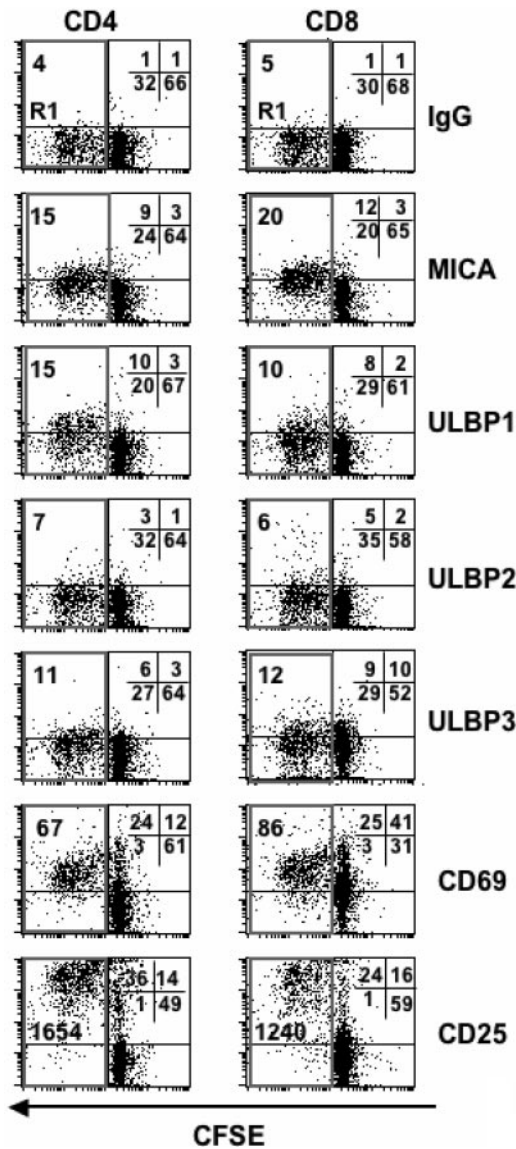 CD4 CD8
4 1 1 5 1 1
32 66 30 68
R1 R1 IgG
15 9 3 20 12 3
24 64 20 65
MICA
15 10 3 10 8 2
20 67 29 61
ULBP1
7 3 1 6 5 2
32 64 35 58
ULBP2
11 6 3 12 9 10
27 64 29 52
ULBP3
67 24 12 86 25 41
3 61 3 31
CD69
36 14 24 16
1 49 1 59
1654 1240 CD25
CFSE